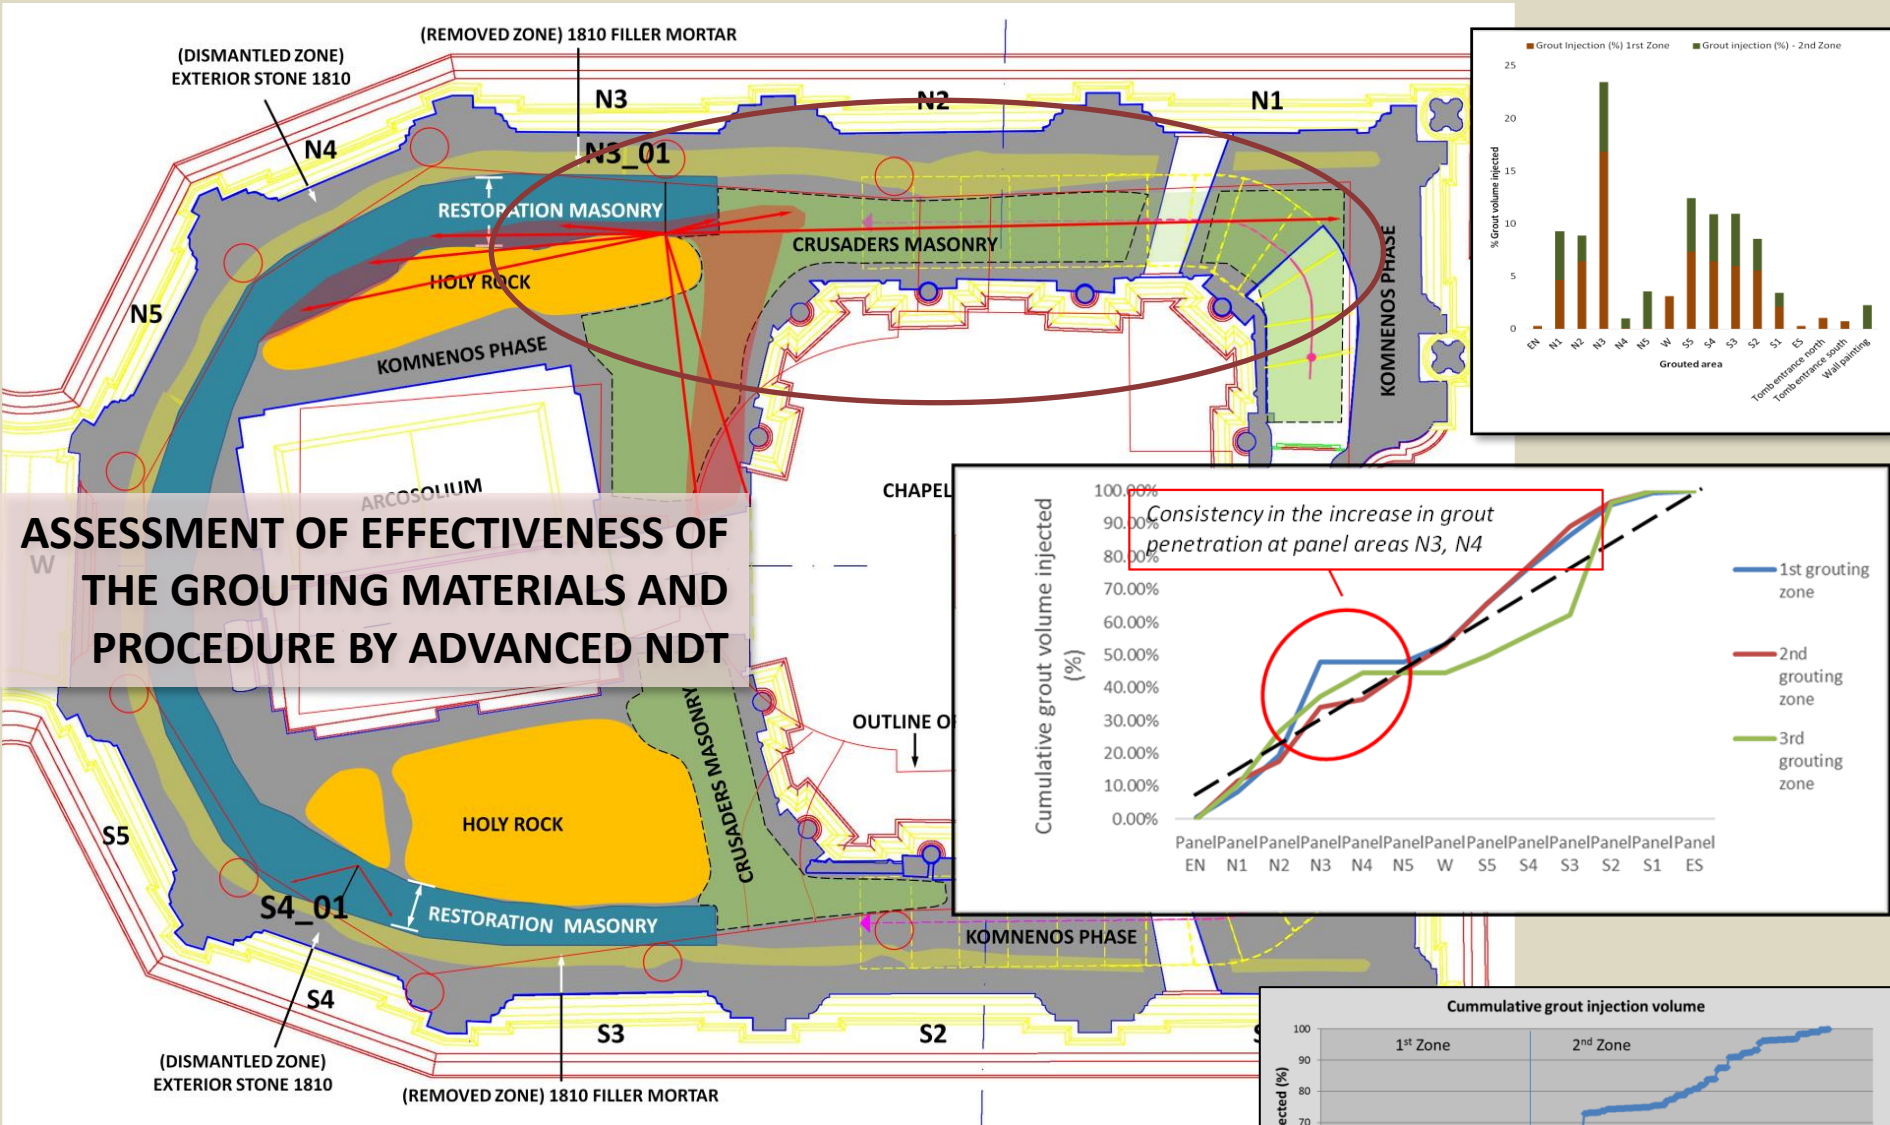 (REMOVED ZONE) 1810 FILLER MORTAR
(DISMANTLED ZONE)
EXTERIOR STONE 1810
N3
N2
N1
N4
N3_01
RESTORATION MASONRY
CRUSADERS MASONRY
HOLY ROCK
N5
KOMNENOS PHASE
KOMNENOS PHASE
ARCOSOLIUM
CHAPEL
W
ASSESSMENT OF EFFECTIVENESS OF
THE GROUTING MATERIALS AND
PROCEDURE BY ADVANCED NDT
OUTLINE O
CRUSADERS MASONRY
HOLY ROCK
S5
S4_01
RESTORATION MASONRY
KOMNENOS PHASE
S4
S3
S2
(DISMANTLED ZONE)
EXTERIOR STONE 1810
(REMOVED ZONE) 1810 FILLER MORTAR
Grout Injection (%) 1rst Zone
Grout injection (%) - 2nd Zone
25
20
15
10
5
0
% Grout volume injected
EN N1 N2 N3 N4 N5 W S5 S4 S3 S2 S1 ES Tomb entrance north Tomb entrance south Wall painting
Grouted area
Consistency in the increase in grout
penetration at panel areas N3, N4
100.00%
90.00%
80.00%
70.00%
60.00%
50.00%
40.00%
30.00%
20.00%
10.00%
0.00%
Cumulative grout volume injected
(%)
Panel Panel Panel Panel Panel Panel Panel Panel Panel Panel Panel Panel Panel
EN N1 N2 N3 N4 N5 W S5 S4 S3 S2 S1 ES
1st grouting
zone
2nd
grouting
zone
3rd
grouting
zone
Cummulative grout injection volume
1st Zone
2nd Zone
100
90
80
70
ected (%)